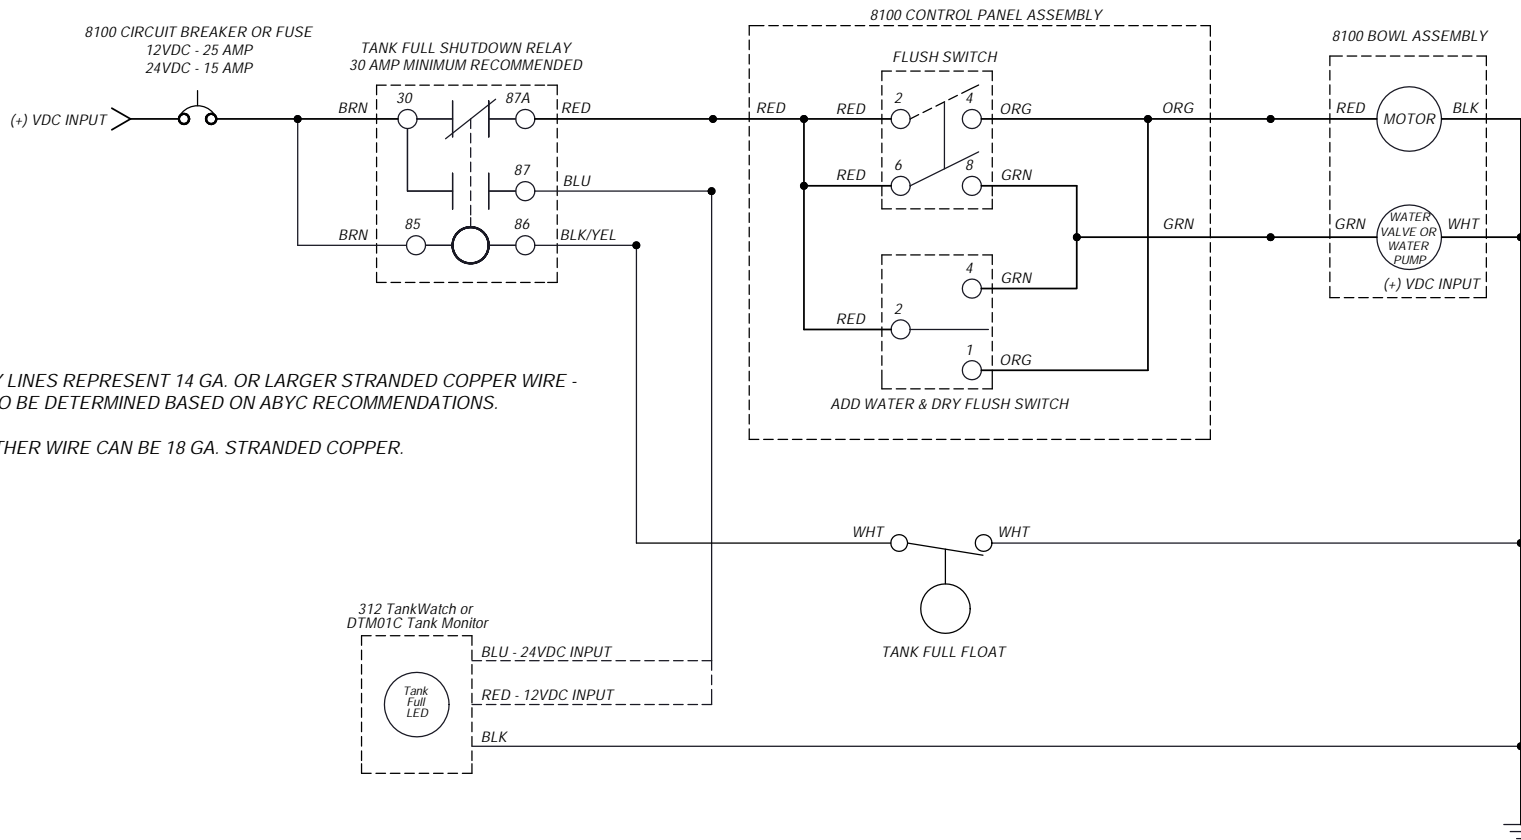 8100 CIRCUIT BREAKER OR FUSE
12VDC - 25 AMP
24VDC - 15 AMP
(+) VDC INPUT
TANK FULL SHUTDOWN RELAY
30 AMP MINIMUM RECOMMENDED
BRN
30
87A
RED
87
BLU
BRN
85
86
BLK/YEL
8100 CONTROL PANEL ASSEMBLY
FLUSH SWITCH
RED
RED
2
4
ORG
ORG
RED
6
8
GRN
GRN
4
GRN
RED
2
1
ORG
ADD WATER & DRY FLUSH SWITCH
8100 BOWL ASSEMBLY
RED
MOTOR
BLK
GRN
WATER
VALVE OR
WATER
PUMP
WHT
(+) VDC INPUT
LINES REPRESENT 14 GA. OR LARGER STRANDED COPPER WIRE -
O BE DETERMINED BASED ON ABYC RECOMMENDATIONS.
THER WIRE CAN BE 18 GA. STRANDED COPPER.
WHT
WHT
TANK FULL FLOAT
312 TankWatch or
DTM01C Tank Monitor
Tank
Full
LED
BLU - 24VDC INPUT
RED - 12VDC INPUT
BLK